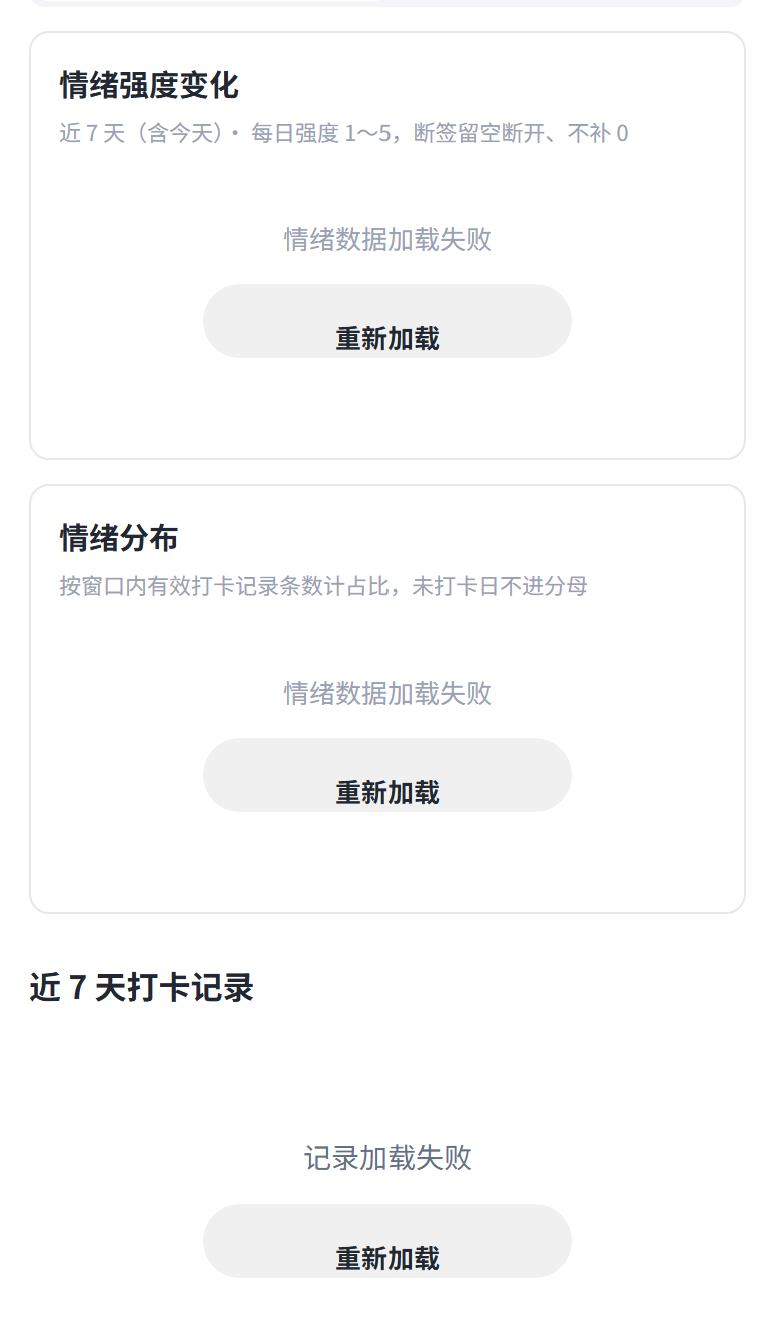 情绪强度变化
近 7 天（含今天）· 每日强度 1～5，断签留空断开、不补 0
情绪数据加载失败
重新加载
情绪分布
按窗口内有效打卡记录条数计占比，未打卡日不进分母
情绪数据加载失败
重新加载
近 7 天打卡记录
记录加载失败
重新加载